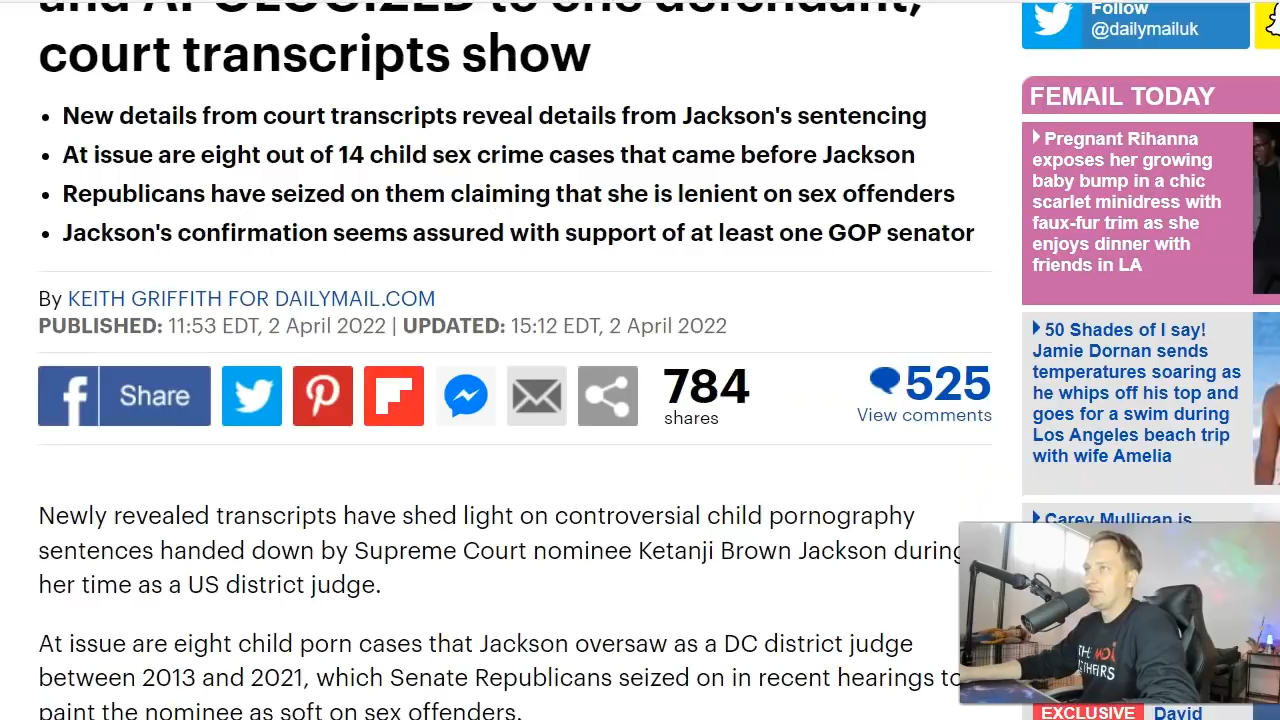 and APOLOGIZED to one defendant,
court transcripts show
• New details from court transcripts reveal details from Jackson's sentencing
• At issue are eight out of 14 child sex crime cases that came before Jackson
• Republicans have seized on them claiming that she is lenient on sex offenders
• Jackson's confirmation seems assured with support of at least one GOP senator
By KEITH GRIFFITH FOR DAILYMAIL.COM
PUBLISHED: 11:53 EDT, 2 April 2022 | UPDATED: 15:12 EDT, 2 April 2022
Share
784
shares
525
View comments
Newly revealed transcripts have shed light on controversial child pornography
sentences handed down by Supreme Court nominee Ketanji Brown Jackson during
her time as a US district judge.
At issue are eight child porn cases that Jackson oversaw as a DC district judge
between 2013 and 2021, which Senate Republicans seized on in recent hearings to
paint the nominee as soft on sex offenders.
Follow
@dailymailuk
FEMAIL TODAY
Pregnant Rihanna
exposes her growing
baby bump in a chic
scarlet minidress with
faux-fur trim as she
enjoys dinner with
friends in LA
50 Shades of I say!
Jamie Dornan sends
temperatures soaring as
he whips off his top and
goes for a swim during
Los Angeles beach trip
with wife Amelia
Carey Mulligan is
EXCLUSIVE David